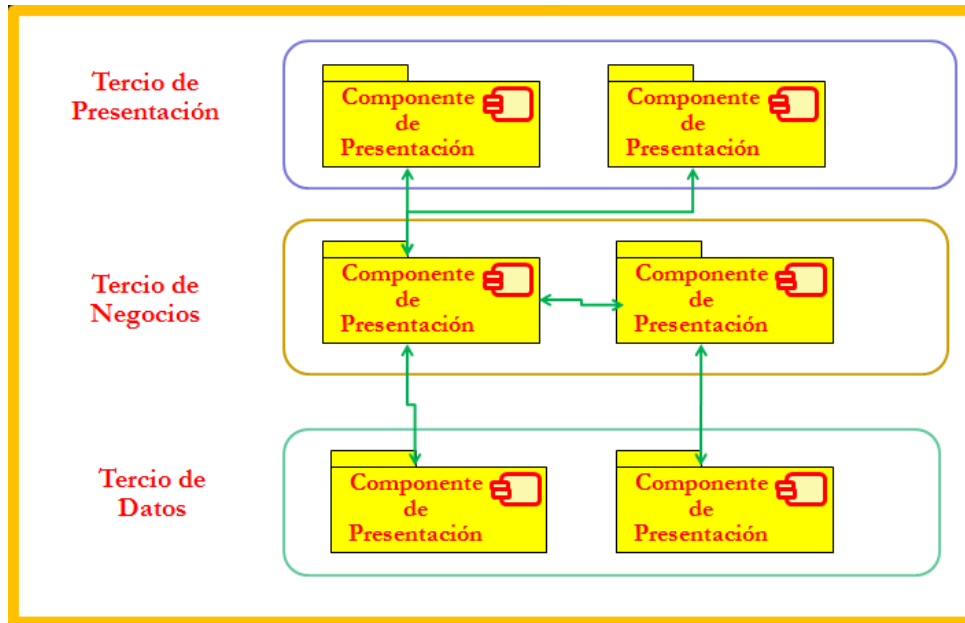 Tercio de
Presentación
Componente
de
Presentación
Componente
de
Presentación
Tercio de
Negocios
Componente
de
Presentación
Componente
de
Presentación
Tercio de
Datos
Componente
de
Presentación
Componente
de
Presentación